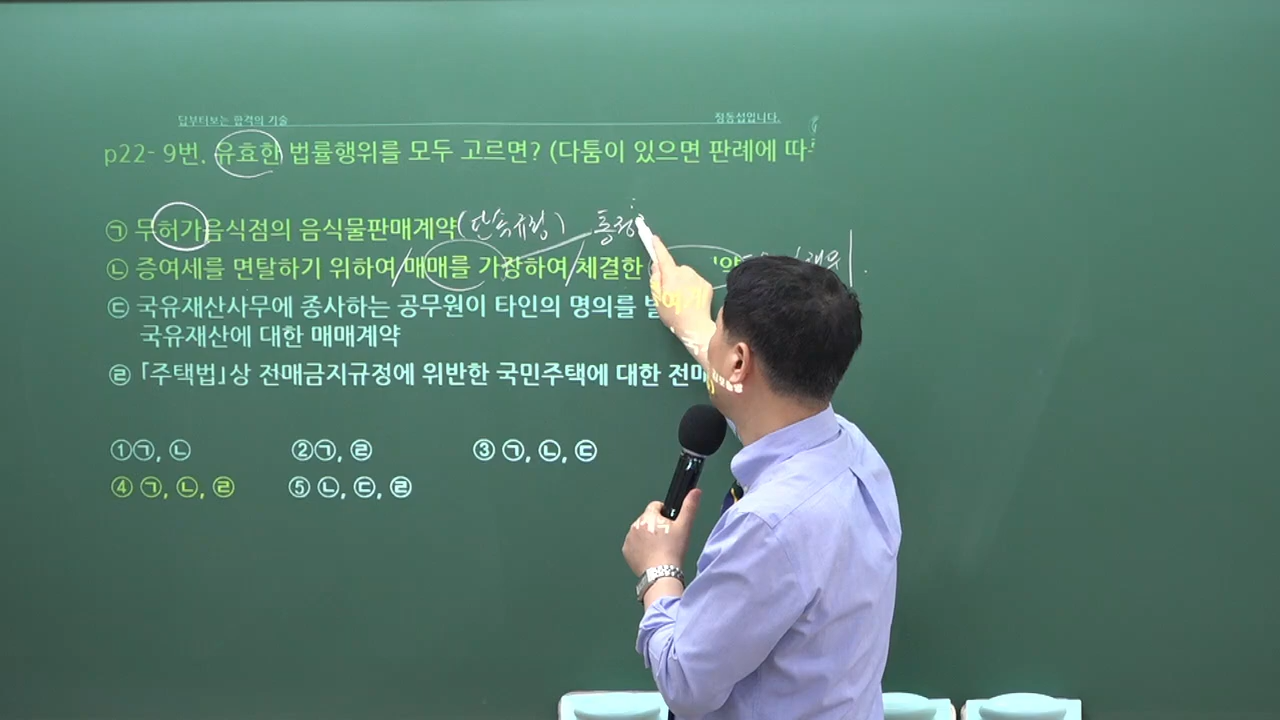 답부터보는 합격의 기술 정동섭입니다.
p22- 9번. 유효한 법률행위를 모두 고르면? (다툼이 있으면 판례에 따
㉠ 무허가음식점의 음식물판매계약(단속규정) 통정
㉡ 증여세를 면탈하기 위하여 매매를 가장하여 체결한
㉢ 국유재산사무에 종사하는 공무원이 타인의 명의를
국유재산에 대한 매매계약
㉣ 「주택법」상 전매금지규정에 위반한 국민주택에 대한 전매
①㉠, ㉡ ②㉠, ㉣ ③ ㉠, ㉡, ㉢
④ ㉠, ㉡, ㉣ ⑤ ㉡, ㉢, ㉣